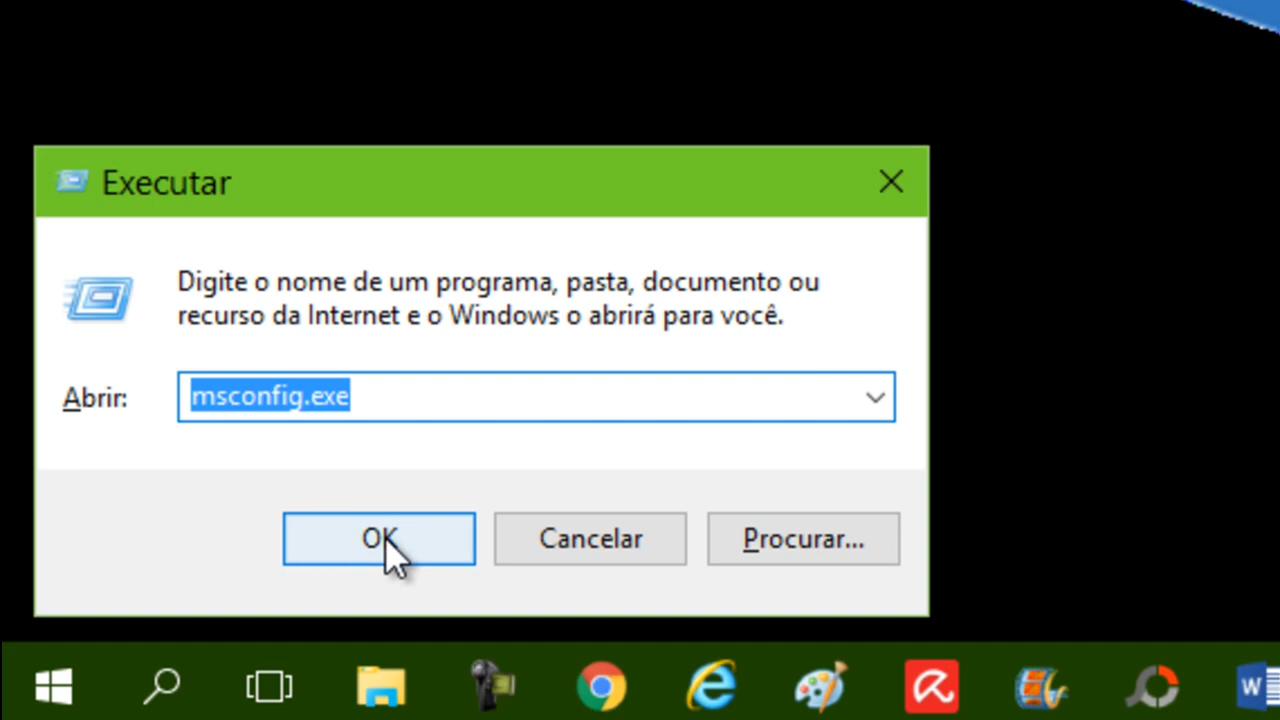 Executar
Digite o nome de um programa, pasta, documento ou
recurso da Internet e o Windows o abrirá para você.
Abrir: msconfig.exe
OK Cancelar Procurar...
W